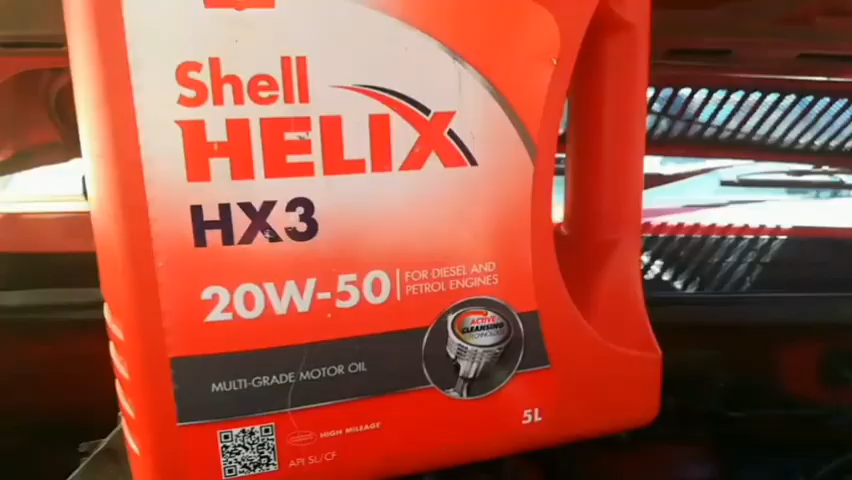 Shell
HELIX
HX3
20W-50
FOR DIESEL AND
PETROL ENGINES
ACTIVE
CLEANSING
TECHNOLOGY
MULTI-GRADE MOTOR OIL
5L
HIGH MILEAGE
API SL/CF